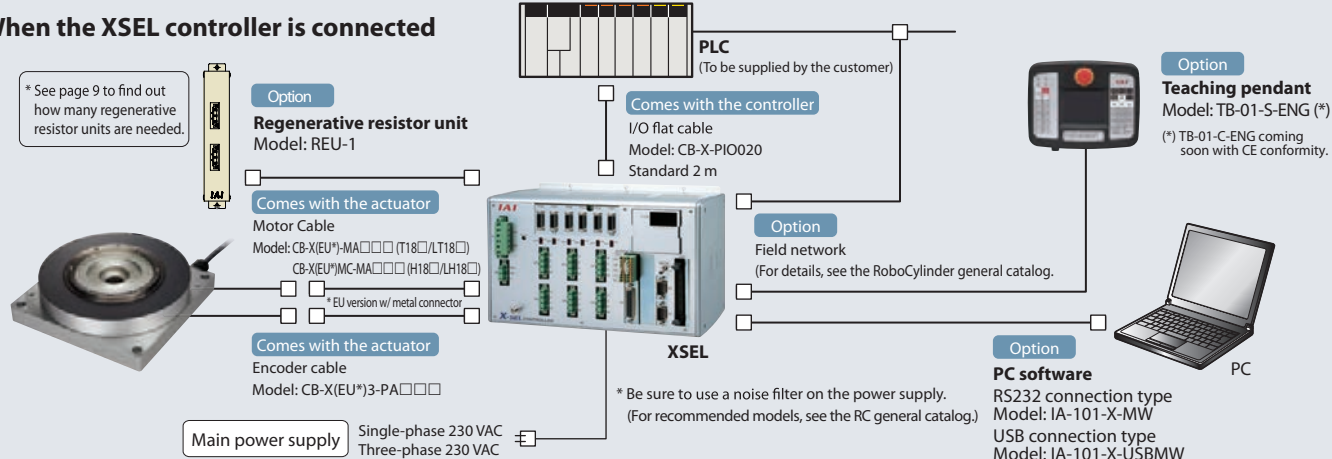 When the XSEL controller is connected
* See page 9 to find out
how many regenerative
resistor units are needed.
IAI
Option
Regenerative resistor unit
Model: REU-1
PLC
(To be supplied by the customer)
Comes with the controller
I/O flat cable
Model: CB-X-PIO020
Standard 2 m
Option
Teaching pendant
Model: TB-01-S-ENG (*)
(*) TB-01-C-ENG coming
soon with CE conformity.
Comes with the actuator
Motor Cable
Model: CB-X(EU*)-MA□□□ (T18□/LT18□)
CB-X(EU*)MC-MA□□□ (H18□/LH18□)
* EU version w/ metal connector
IAI
X-SEL CONTROLLER
XSEL
Option
Field network
(For details, see the RoboCylinder general catalog.
Comes with the actuator
Encoder cable
Model: CB-X(EU*)3-PA□□□
* Be sure to use a noise filter on the power supply.
(For recommended models, see the RC general catalog.)
Main power supply
Single-phase 230 VAC
Three-phase 230 VAC
PC
Option
PC software
RS232 connection type
Model: IA-101-X-MW
USB connection type
Model: IA-101-X-USBMW